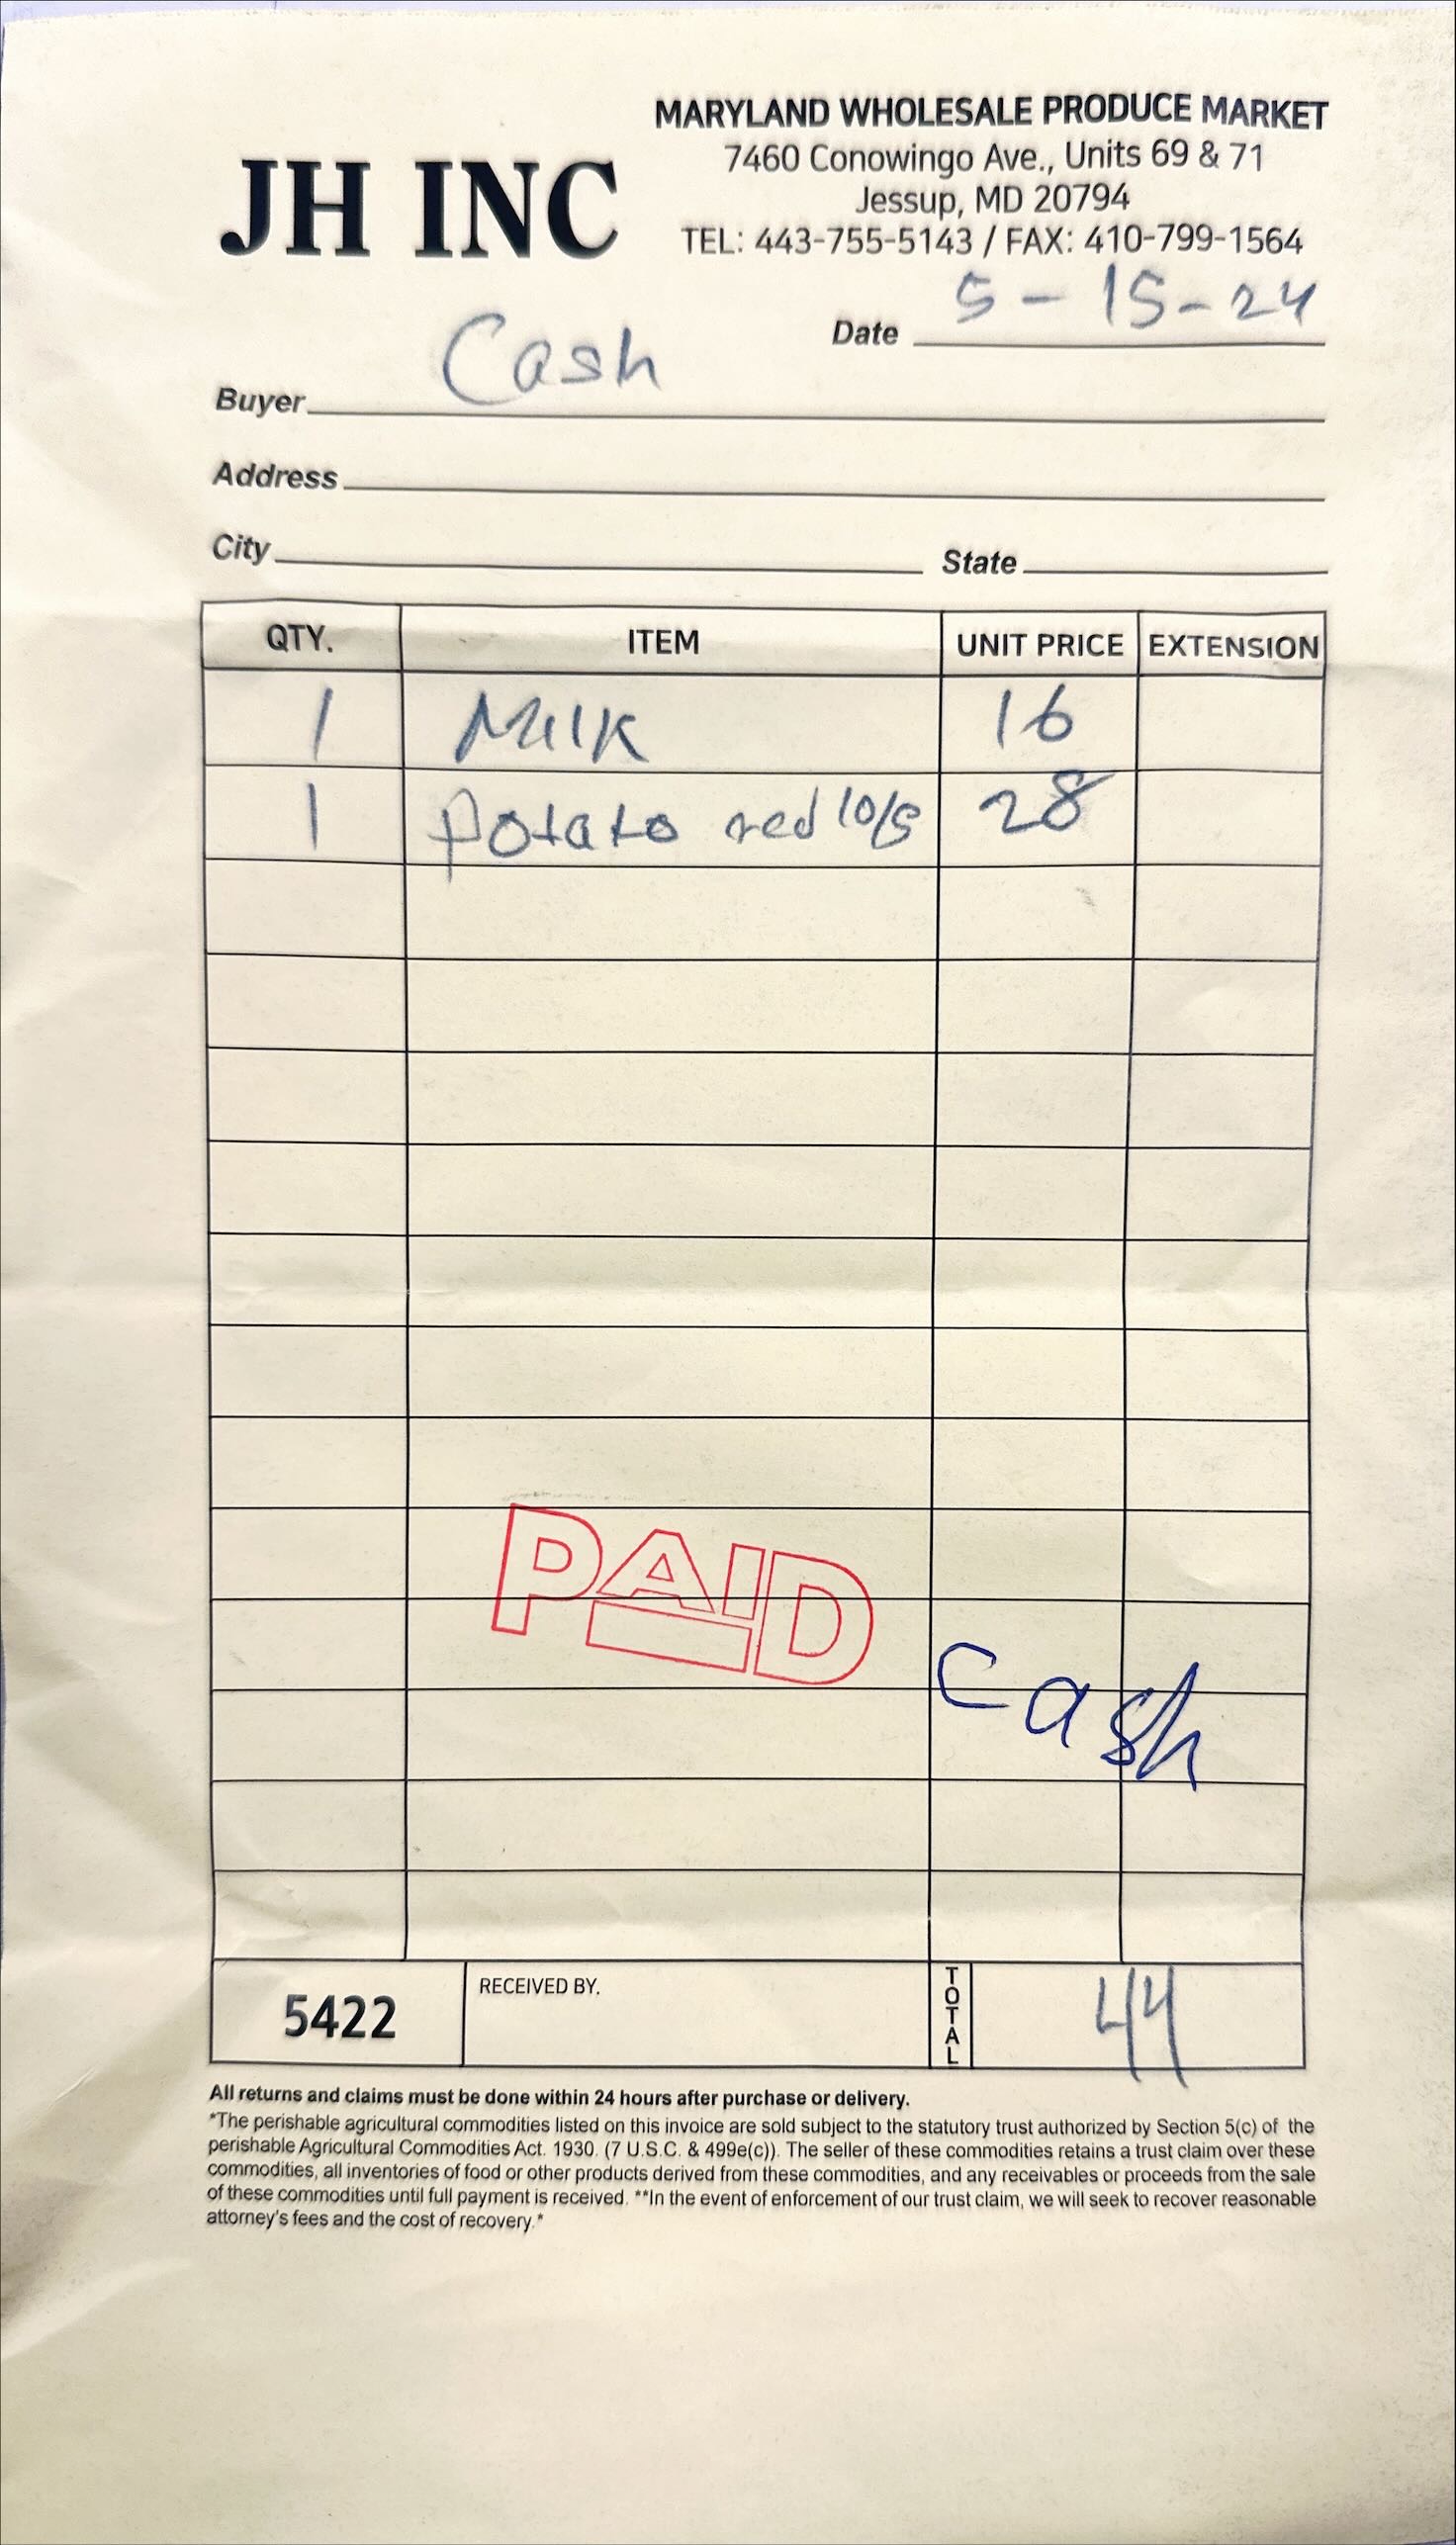 MARYLAND WHOLESALE PRODUCE MARKET
JH INC
7460 Conowingo Ave., Units 69 & 71
Jessup, MD 20794
TEL: 443-755-5143 / FAX: 410-799-1564
Date 5-15-24
Buyer Cash
Address
City State
QTY. ITEM UNIT PRICE EXTENSION
1 Milk 16
1 potato red 10/5 28
PAID
cash
5422 RECEIVED BY. TOTAL 44
All returns and claims must be done within 24 hours after purchase or delivery.
*The perishable agricultural commodities listed on this invoice are sold subject to the statutory trust authorized by Section 5(c) of the
perishable Agricultural Commodities Act. 1930. (7 U.S.C. & 499e(c)). The seller of these commodities retains a trust claim over these
commodities, all inventories of food or other products derived from these commodities, and any receivables or proceeds from the sale
of these commodities until full payment is received. **In the event of enforcement of our trust claim, we will seek to recover reasonable
attorney's fees and the cost of recovery.*